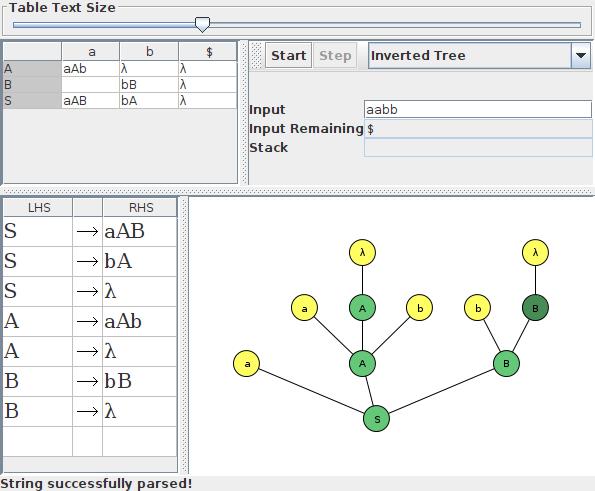 Table Text Size
a b $
A aAb λ λ
B bB λ
S aAB bA λ
Start Step Inverted Tree
Input aabb
Input Remaining $
Stack
LHS RHS
S → aAB
S → bA
S → λ
A → aAb
A → λ
B → bB
B → λ
λ λ
a A b b B
a A B
S
String successfully parsed!